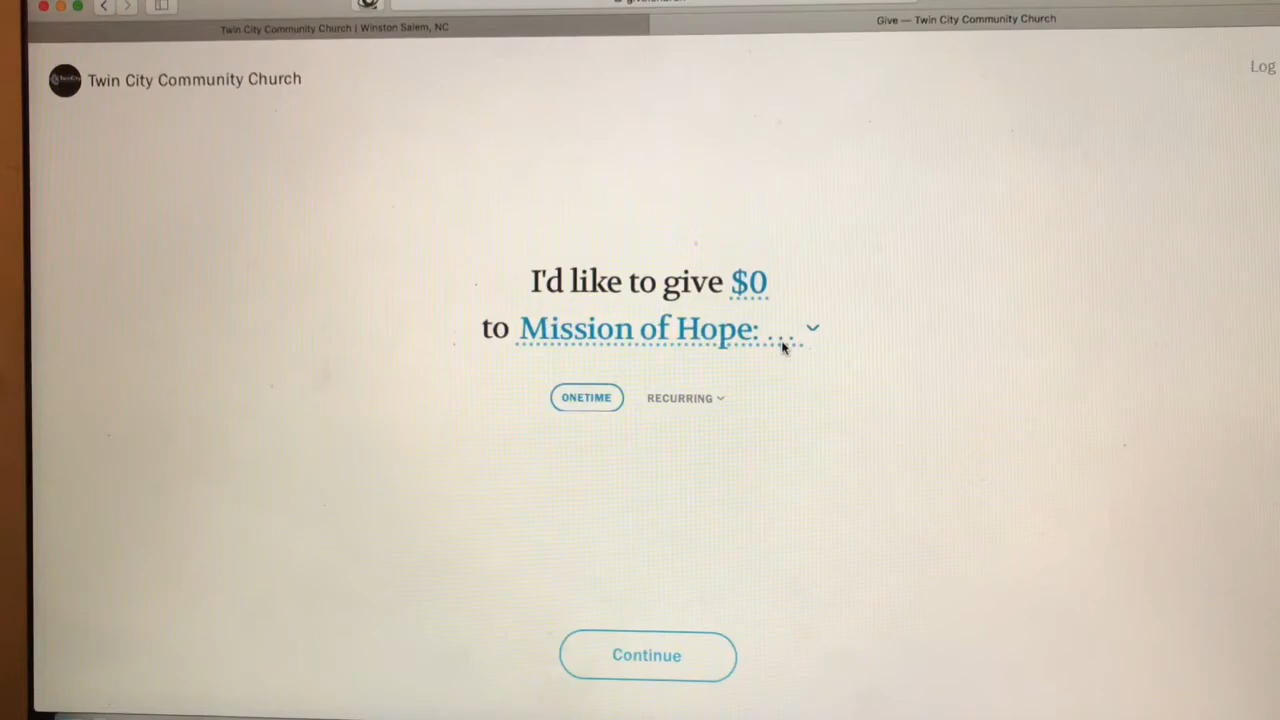 Twin City Community Church | Winston Salem, NC
Give — Twin City Community Church
Twin City Community Church
Log
I'd like to give $0
to Mission of Hope: ...
ONETIME
RECURRING
Continue